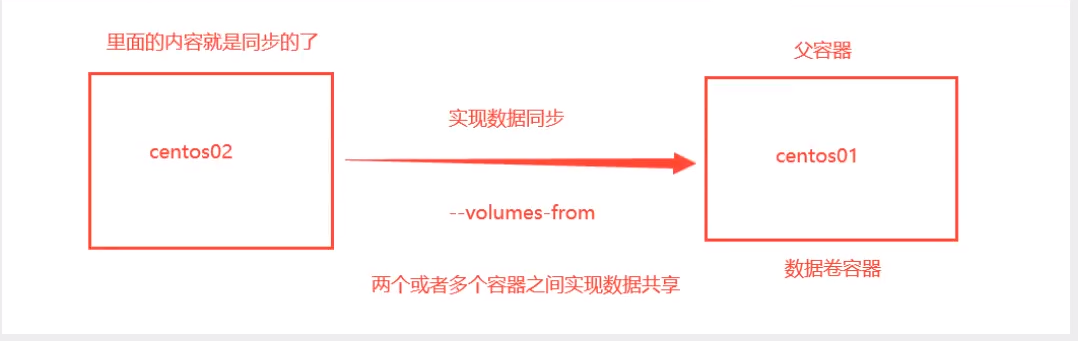 里面的内容就是同步的了
父容器
实现数据同步
centos02
centos01
--volumes-from
数据卷容器
两个或者多个容器之间实现数据共享